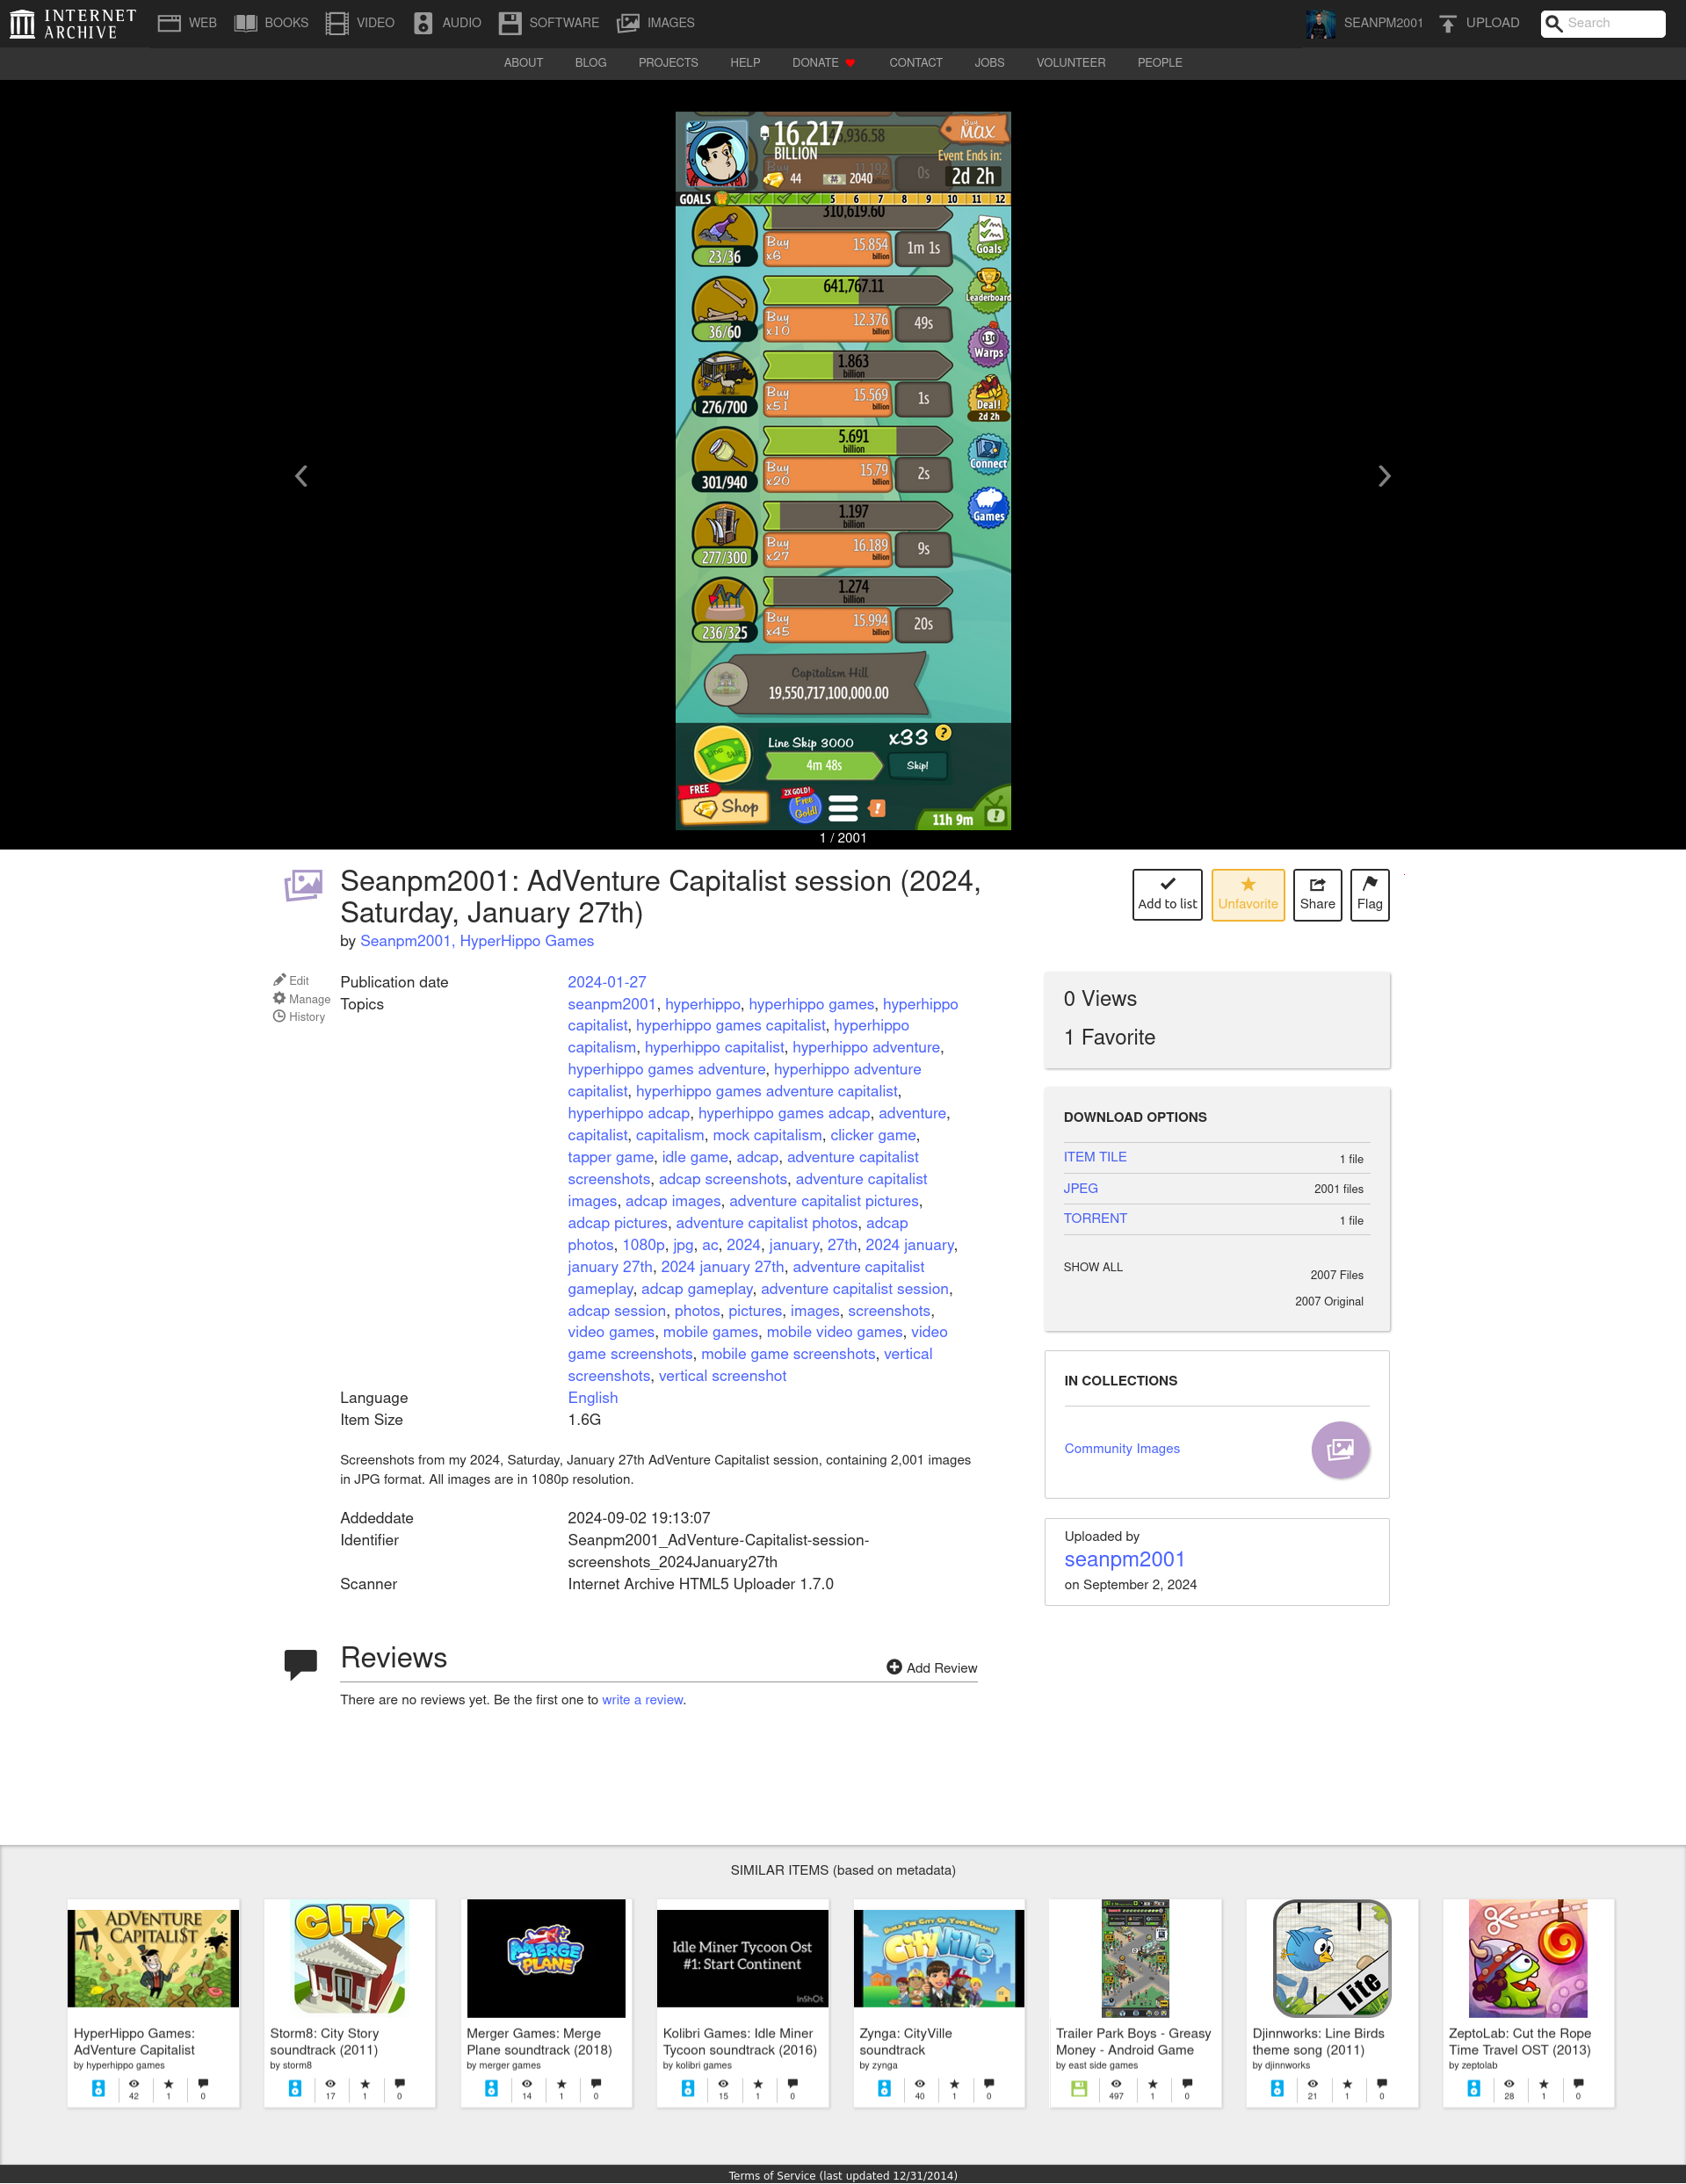 INTERNET ARCHIVE
WEB
BOOKS
VIDEO
AUDIO
SOFTWARE
IMAGES
SEANPM2001
UPLOAD
Search
ABOUT
BLOG
PROJECTS
HELP
DONATE
CONTACT
JOBS
VOLUNTEER
PEOPLE
16.217
BILLION
44
2040
Buy
MAX
Event Ends in:
2d 2h
0s
GOALS
5 6 7 8 9 10 11 12
310,619.60
23/36
Buy x6
15.854 billion
1m 1s
Goals
641,767.11
Leaderboard
36/60
Buy x10
12.376 billion
49s
130
Warps
1.863 billion
276/700
Buy x51
15.569 billion
1s
Deal!
2d 2h
5.691 billion
Connect
301/940
Buy x20
15.79 billion
2s
1.197 billion
Games
277/300
Buy x27
16.189 billion
9s
1.274 billion
236/325
Buy x45
15.994 billion
20s
Capitalism Hill
19,550,717,100,000.00
Line Skip 3000
x33
?
4m 48s
Skip!
FREE
Shop
2X GOLD!
Free Gold!
!
11h 9m
1 / 2001
Seanpm2001: AdVenture Capitalist session (2024,
Saturday, January 27th)
by Seanpm2001, HyperHippo Games
Add to list
Unfavorite
Share
Flag
Edit
Manage
History
Publication date 2024-01-27
Topics seanpm2001, hyperhippo, hyperhippo games, hyperhippo
capitalist, hyperhippo games capitalist, hyperhippo
capitalism, hyperhippo capitalist, hyperhippo adventure,
hyperhippo games adventure, hyperhippo adventure
capitalist, hyperhippo games adventure capitalist,
hyperhippo adcap, hyperhippo games adcap, adventure,
capitalist, capitalism, mock capitalism, clicker game,
tapper game, idle game, adcap, adventure capitalist
screenshots, adcap screenshots, adventure capitalist
images, adcap images, adventure capitalist pictures,
adcap pictures, adventure capitalist photos, adcap
photos, 1080p, jpg, ac, 2024, january, 27th, 2024 january,
january 27th, 2024 january 27th, adventure capitalist
gameplay, adcap gameplay, adventure capitalist session,
adcap session, photos, pictures, images, screenshots,
video games, mobile games, mobile video games, video
game screenshots, mobile game screenshots, vertical
screenshots, vertical screenshot
Language English
Item Size 1.6G
Screenshots from my 2024, Saturday, January 27th AdVenture Capitalist session, containing 2,001 images
in JPG format. All images are in 1080p resolution.
Addeddate 2024-09-02 19:13:07
Identifier Seanpm2001_AdVenture-Capitalist-session-
screenshots_2024January27th
Scanner Internet Archive HTML5 Uploader 1.7.0
0 Views
1 Favorite
DOWNLOAD OPTIONS
ITEM TILE 1 file
JPEG 2001 files
TORRENT 1 file
SHOW ALL
2007 Files
2007 Original
IN COLLECTIONS
Community Images
Uploaded by
seanpm2001
on September 2, 2024
Reviews
Add Review
There are no reviews yet. Be the first one to write a review.
SIMILAR ITEMS (based on metadata)
ADVENTURE CAPITALI$T
HyperHippo Games:
AdVenture Capitalist
by hyperhippo games
42 1 0
CITY
Storm8: City Story
soundtrack (2011)
by storm8
17 1 0
MERGE PLANE
Merger Games: Merge
Plane soundtrack (2018)
by merger games
14 1 0
Idle Miner Tycoon Ost
#1: Start Continent
InShOt
Kolibri Games: Idle Miner
Tycoon soundtrack (2016)
by kolibri games
15 1 0
Build The City Of Your Dreams!
CityVille
Zynga: CityVille
soundtrack
by zynga
40 1 0
Trailer Park Boys - Greasy
Money - Android Game
by east side games
497 1 0
Lite
Djinnworks: Line Birds
theme song (2011)
by djinnworks
21 1 0
ZeptoLab: Cut the Rope
Time Travel OST (2013)
by zeptolab
28 1 0
Terms of Service (last updated 12/31/2014)